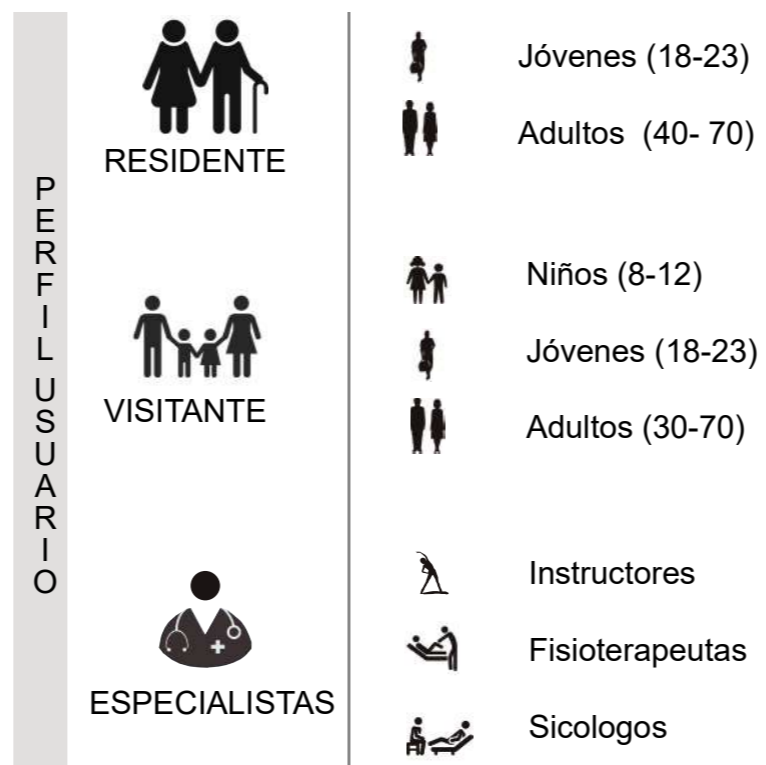 PERFIL USUARIO
RESIDENTE
Jóvenes (18-23)
Adultos (40- 70)
VISITANTE
Niños (8-12)
Jóvenes (18-23)
Adultos (30-70)
ESPECIALISTAS
Instructores
Fisioterapeutas
Sicologos